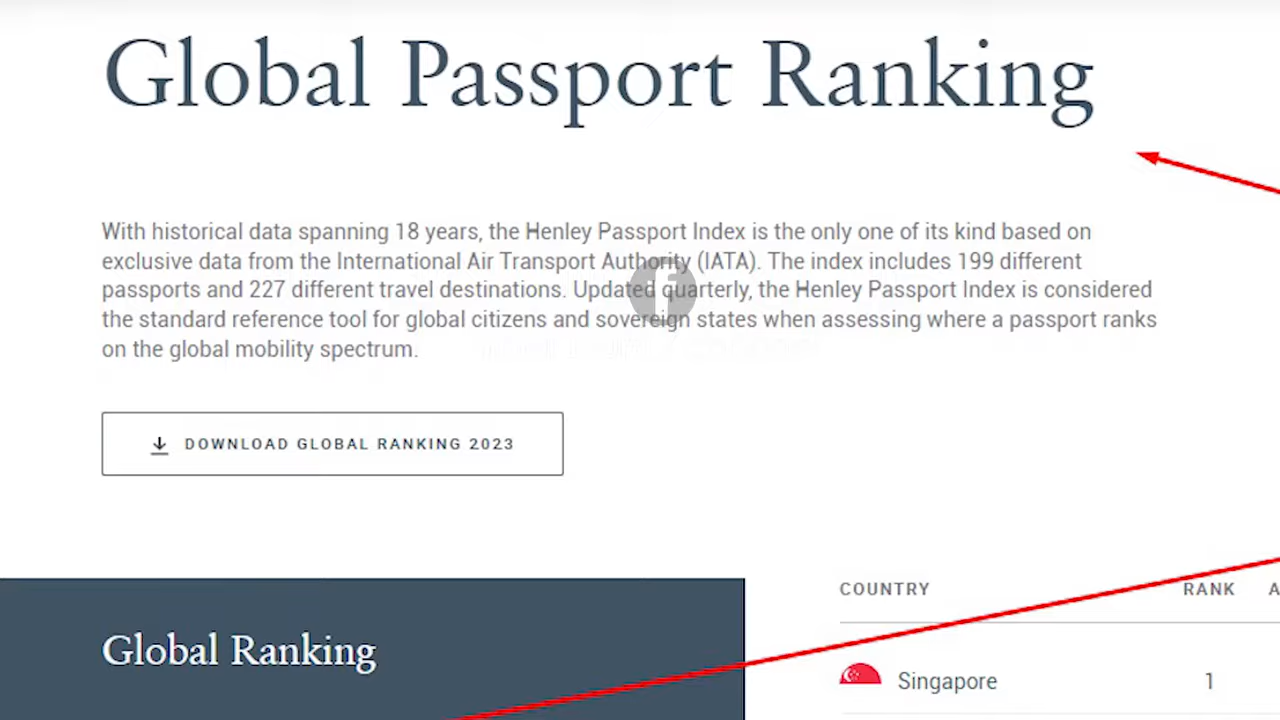 Global Passport Ranking
With historical data spanning 18 years, the Henley Passport Index is the only one of its kind based on
exclusive data from the International Air Transport Authority (IATA). The index includes 199 different
passports and 227 different travel destinations. Updated quarterly, the Henley Passport Index is considered
the standard reference tool for global citizens and sovereign states when assessing where a passport ranks
on the global mobility spectrum.
DOWNLOAD GLOBAL RANKING 2023
COUNTRY RANK A
Global Ranking
Singapore 1